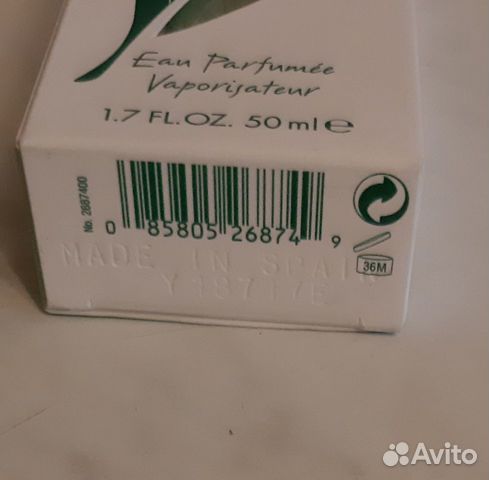 Eau Parfumée
Vaporisateur
1.7 FL.OZ. 50 ml e
No. 2687400
0 85805 26874 9
36M
MADE IN SPAIN
Avito